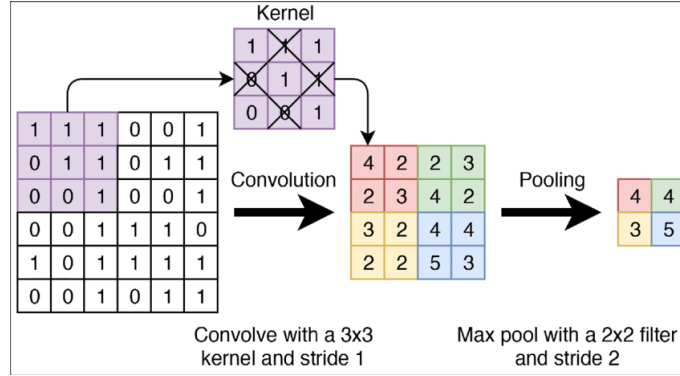 Kernel
1 1 1
0 1 1
0 0 1
1 1 1 0 0 1
0 1 1 0 1 1
0 0 1 0 0 1
0 0 1 1 1 0
1 0 1 1 1 1
0 0 1 0 1 1
Convolution
4 2 2 3
2 3 4 2
3 2 4 4
2 2 5 3
Pooling
4 4
3 5
Convolve with a 3x3
kernel and stride 1
Max pool with a 2x2 filter
and stride 2